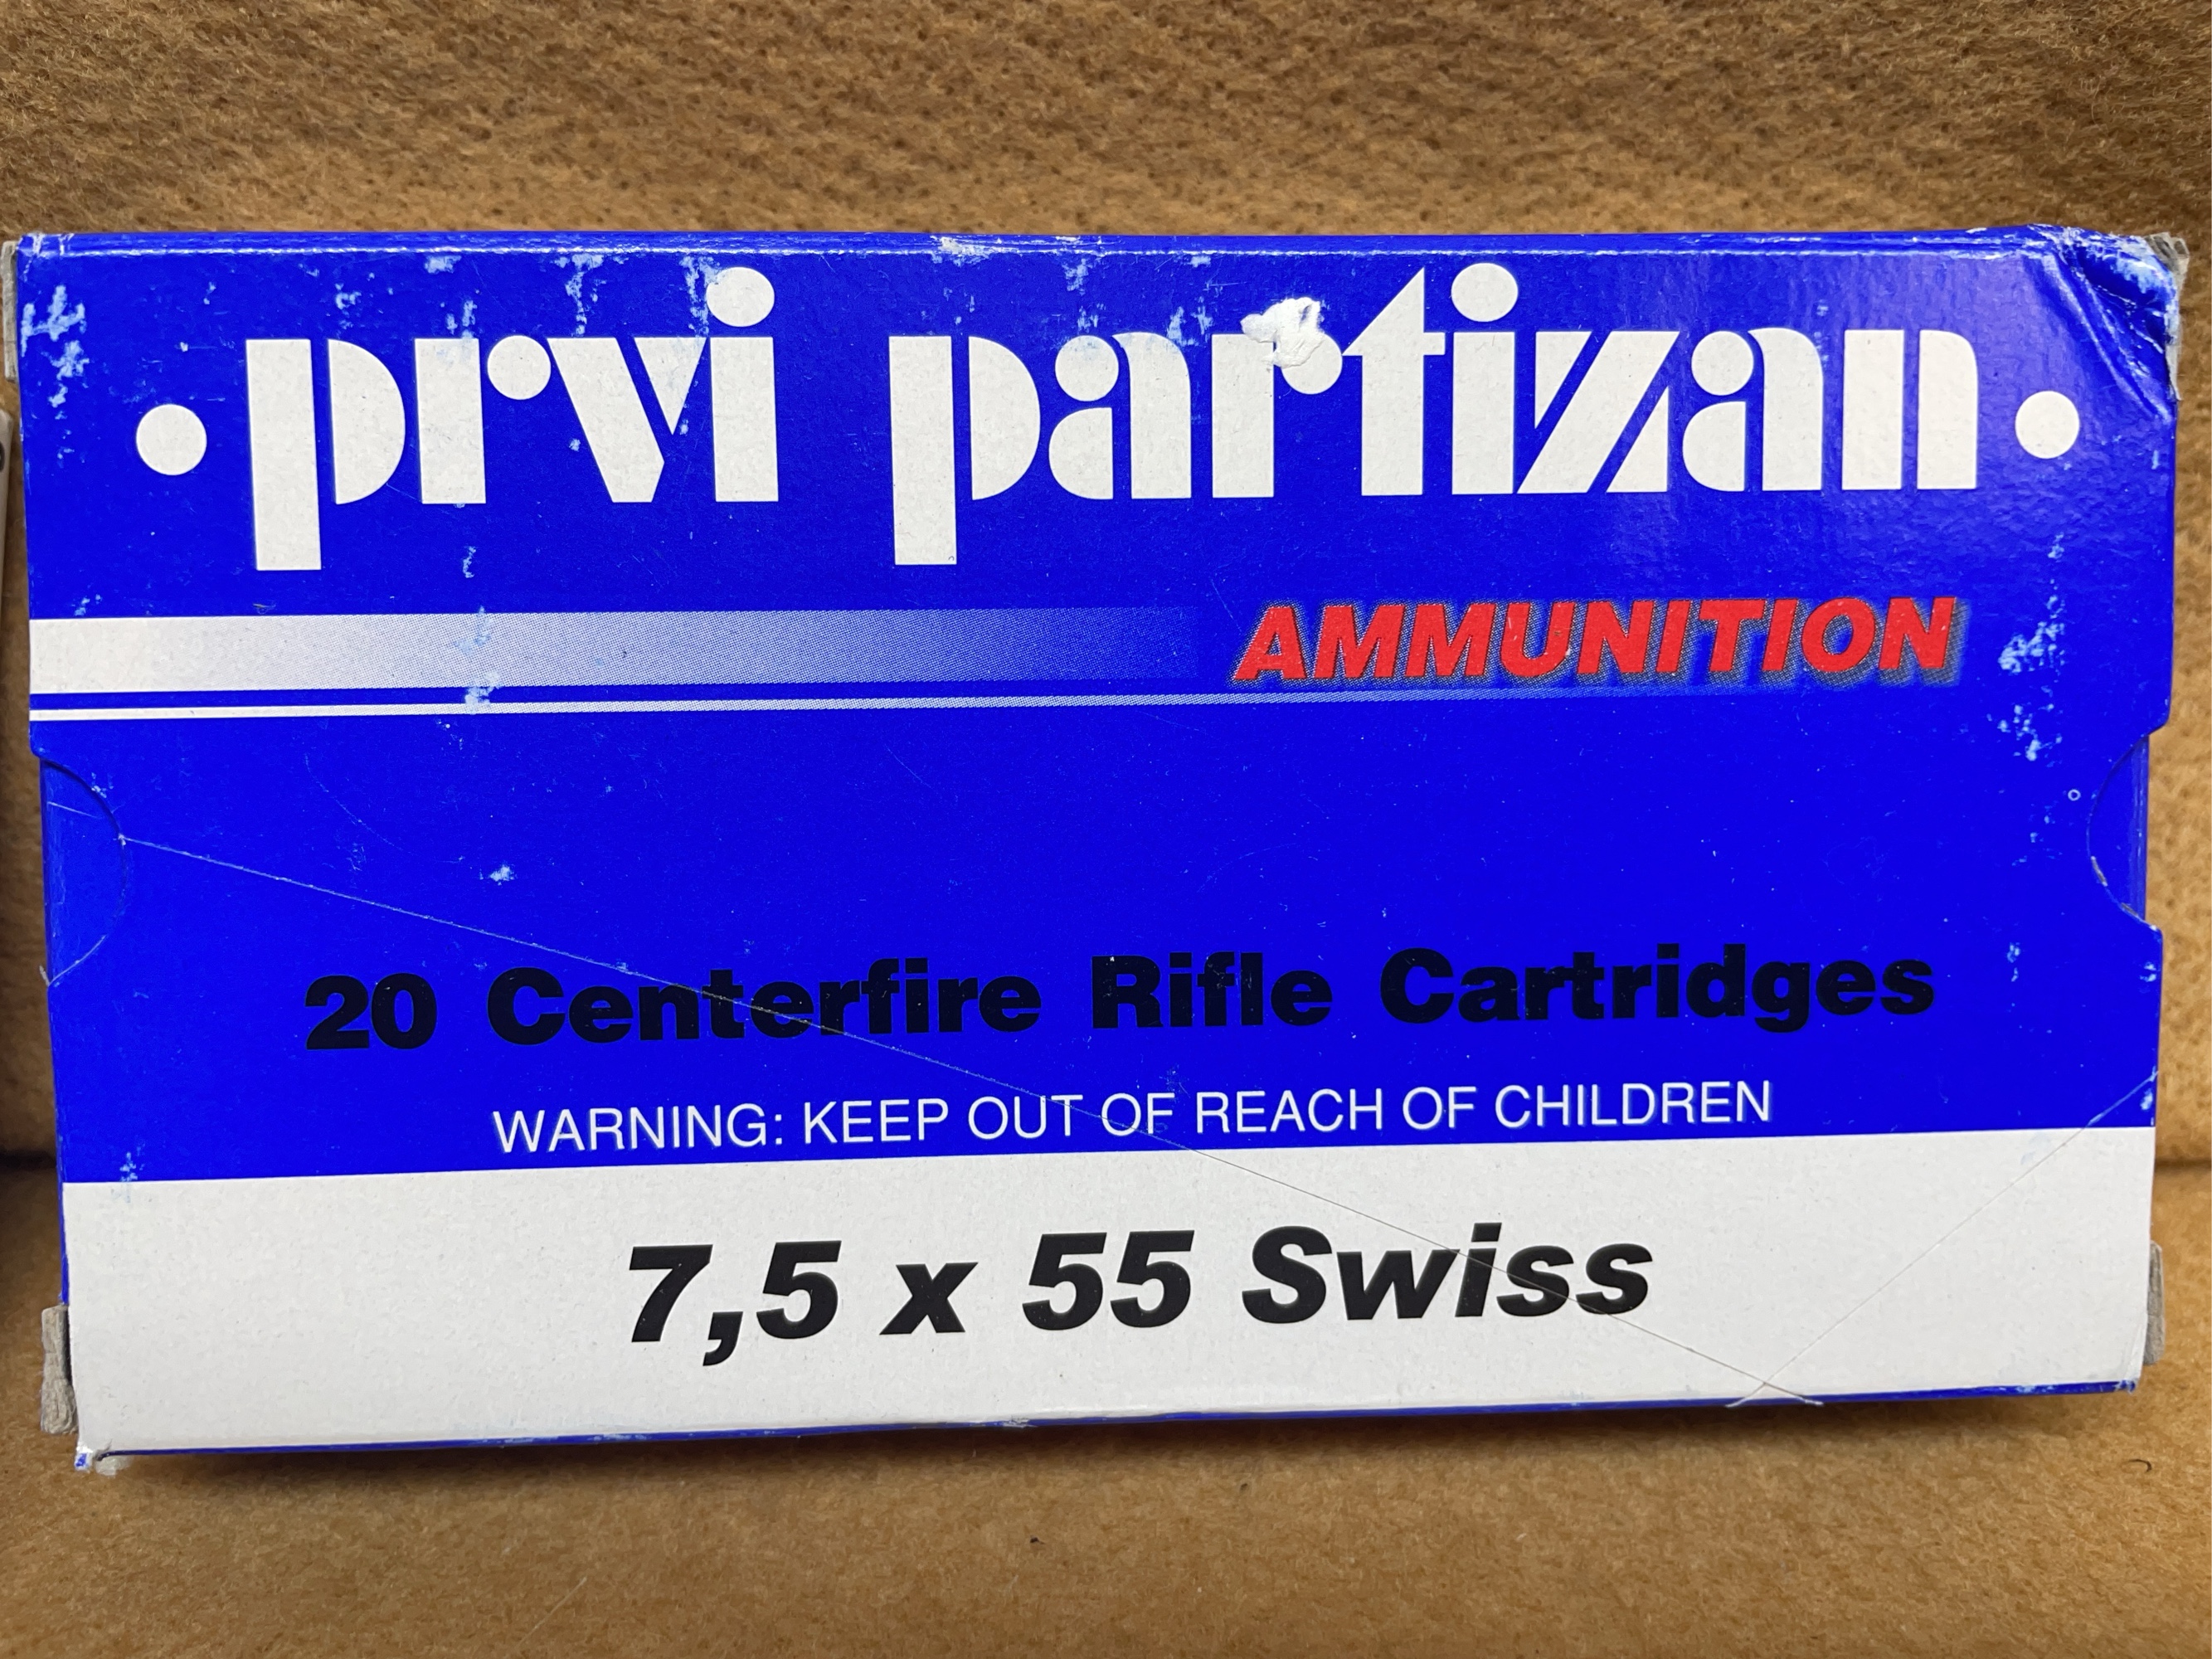 • prvi partizan •
AMMUNITION
20 Centerfire Rifle Cartridges
WARNING: KEEP OUT OF REACH OF CHILDREN
7,5 x 55 Swiss